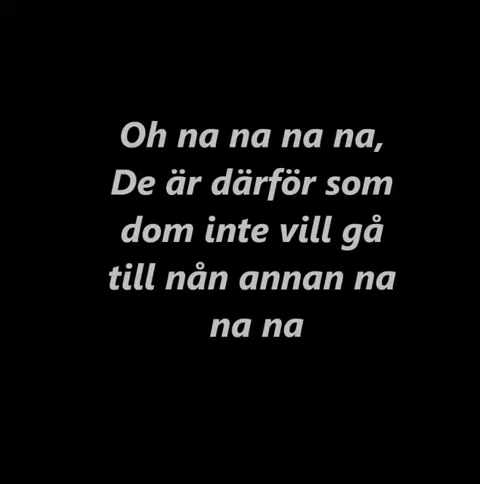 Oh na na na na,
De är därför som
dom inte vill gå
till nån annan na
na na